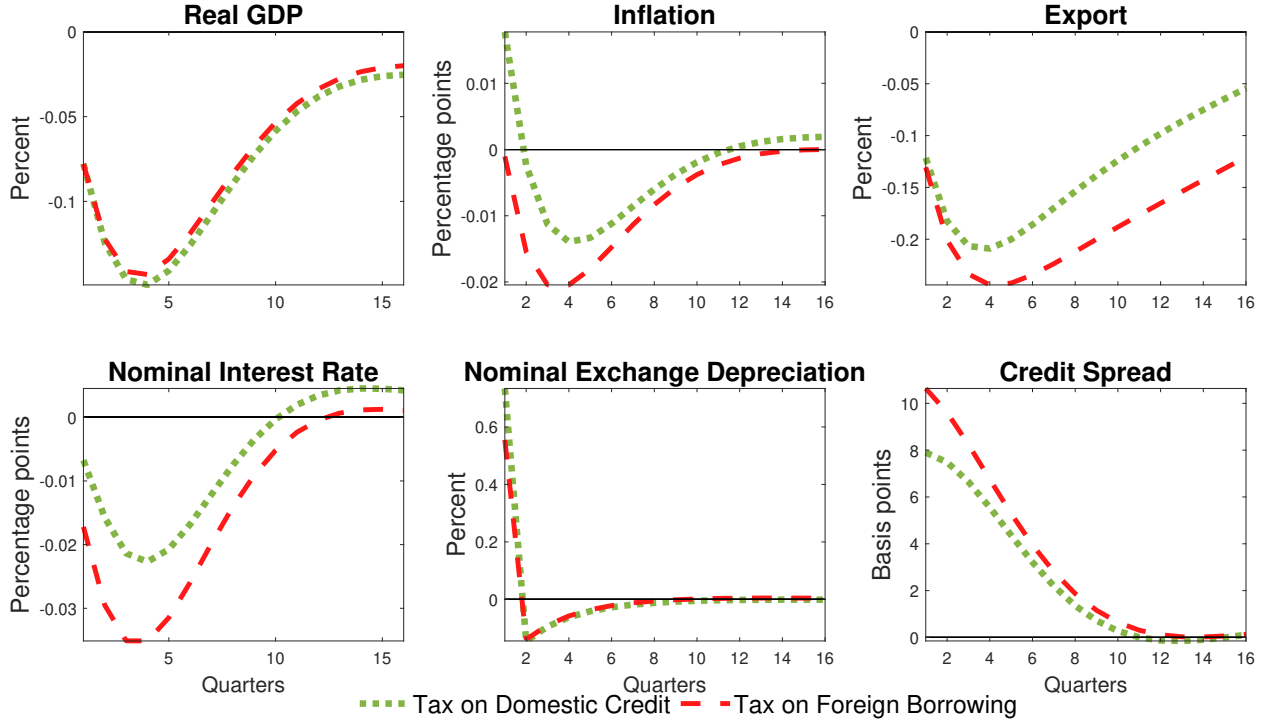 Real GDP
Inflation
Export
Percent
0
-0.05
-0.1
5 10 15
Percentage points
0.01
0
-0.01
-0.02
2 4 6 8 10 12 14 16
Percent
0
-0.05
-0.1
-0.15
-0.2
2 4 6 8 10 12 14 16
Nominal Interest Rate
Nominal Exchange Depreciation
Credit Spread
Percentage points
0
-0.01
-0.02
-0.03
5 10 15
Quarters
Percent
0.6
0.4
0.2
0
2 4 6 8 10 12 14 16
Quarters
Basis points
10
8
6
4
2
0
2 4 6 8 10 12 14 16
Quarters
Tax on Domestic Credit
Tax on Foreign Borrowing